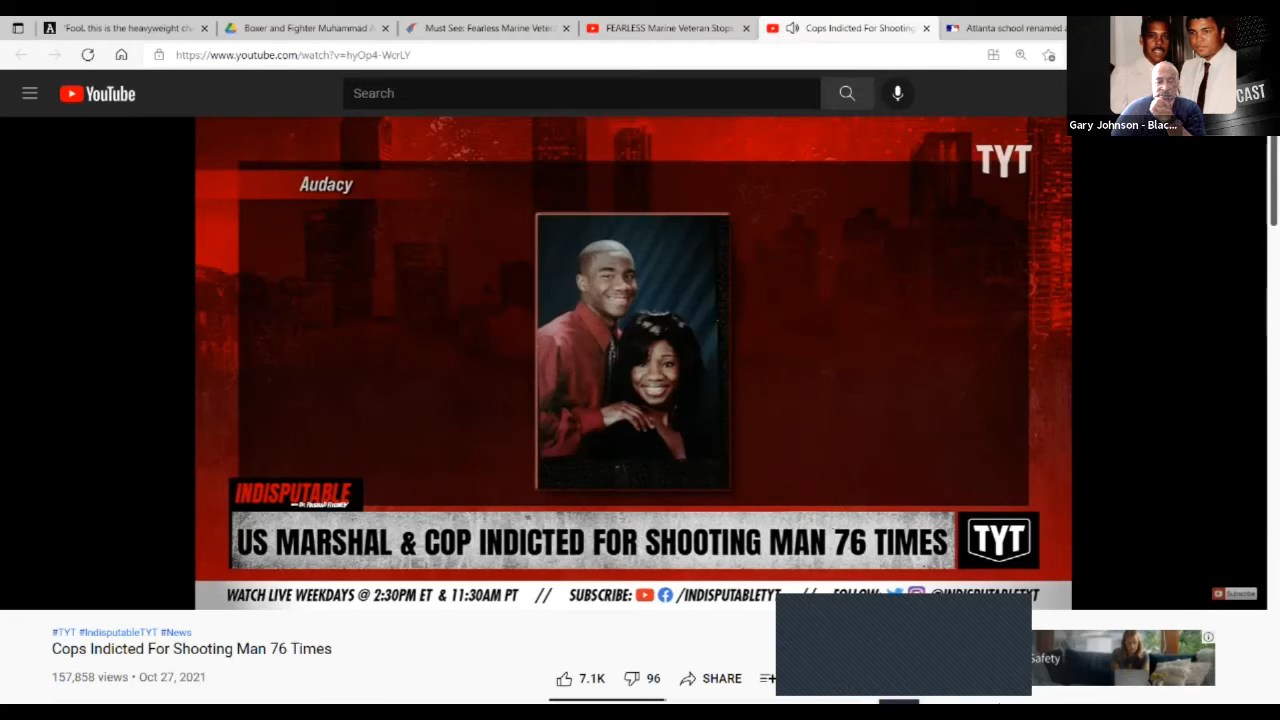 'Fool, this is the heavyweight ch
Boxer and Fighter Muhammad A
Must See: Fearless Marine Vetera
FEARLESS Marine Veteran Stops
Cops Indicted For Shooting
Atlanta school renamed a
https://www.youtube.com/watch?v=hyOp4-WcrLY
CAST
Gary Johnson - Blac...
YouTube
Search
TYT
Audacy
INDISPUTABLE
US MARSHAL & COP INDICTED FOR SHOOTING MAN 76 TIMES
TYT
WATCH LIVE WEEKDAYS @ 2:30PM ET & 11:30AM PT // SUBSCRIBE: /INDISPUTABLETYT // FOLLOW: @INDISPUTABLETYT
Subscribe
#TYT #IndisputableTYT #News
Cops Indicted For Shooting Man 76 Times
157,858 views • Oct 27, 2021
7.1K
96
SHARE
Safety